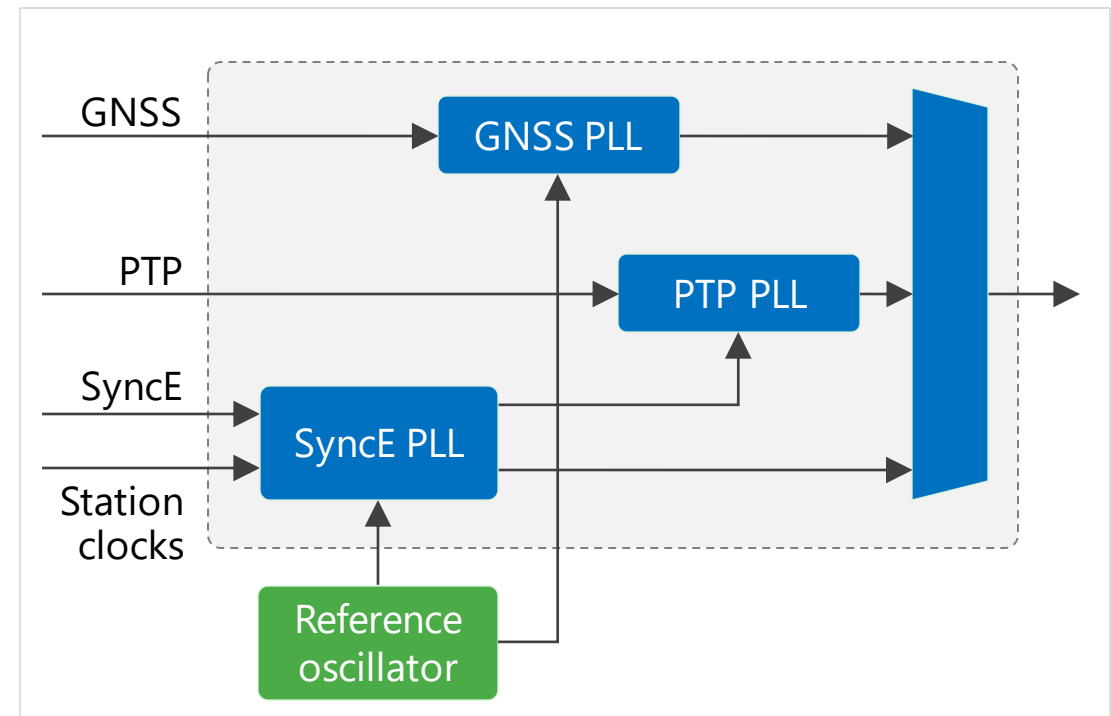 GNSS
GNSS PLL
PTP
PTP PLL
SyncE
SyncE PLL
Station
clocks
Reference
oscillator